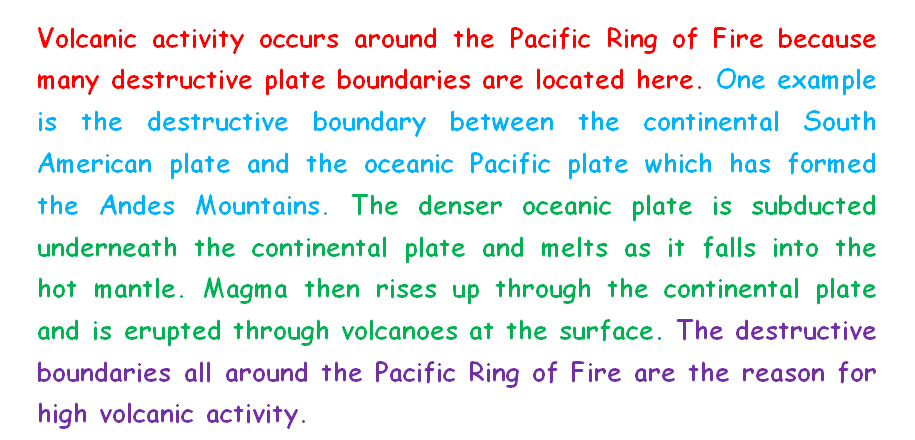 Volcanic activity occurs around the Pacific Ring of Fire because
many destructive plate boundaries are located here. One example
is the destructive boundary between the continental South
American plate and the oceanic Pacific plate which has formed
the Andes Mountains. The denser oceanic plate is subducted
underneath the continental plate and melts as it falls into the
hot mantle. Magma then rises up through the continental plate
and is erupted through volcanoes at the surface. The destructive
boundaries all around the Pacific Ring of Fire are the reason for
high volcanic activity.